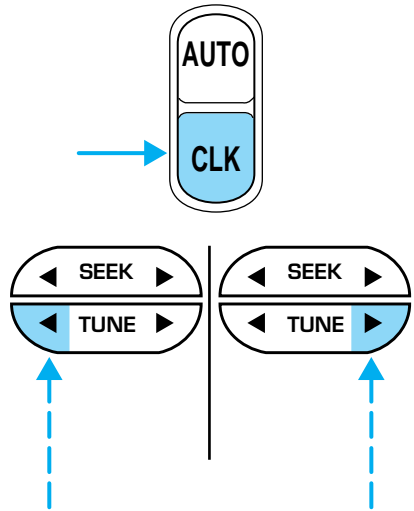 AUTO
CLK
◀ SEEK ▶
◀ TUNE ▶
◀ SEEK ▶
◀ TUNE ▶